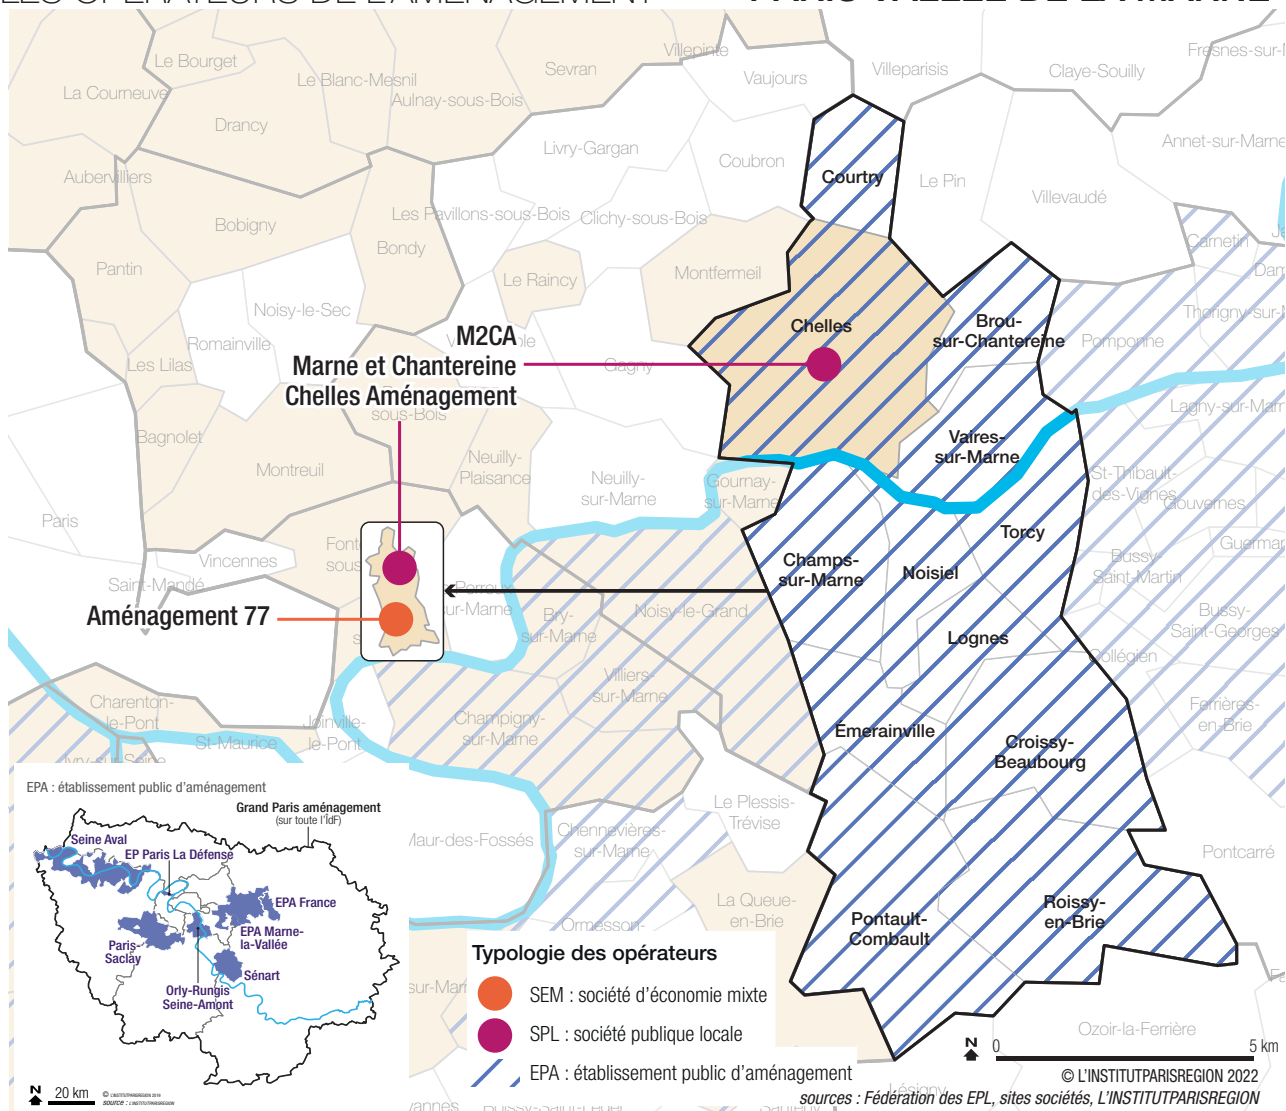 Le Bourget
La Courneuve
Le Blanc-Mesnil
Drancy
Aulnay-sous-Bois
Sevran
Villepinte
Vaujours
Villeparisis
Claye-Souilly
Annet-sur-Marne
Livry-Gargan
Coubron
Courtry
Le Pin
Villevaudé
Aubervilliers
Bobigny
Les Pavillons-sous-Bois
Clichy-sous-Bois
Bondy
Pantin
Le Raincy
Montfermeil
Carnetin
Noisy-le-Sec
Romainville
Les Lilas
Gagny
Chelles
Brou-
sur-Chantereine
Pomponne
M2CA
Marne et Chantereine
Chelles Aménagement
sous-Bois
Bagnolet
Montreuil
Neuilly-
Plaisance
Neuilly-
sur-Marne
Gournay-
sur-Marne
Vaires-
sur-Marne
St-Thibault-
des-Vignes
Gouvernes
Paris
Vincennes
Saint-Mandé
Champs-
sur-Marne
Noisiel
Torcy
Bussy-
Saint-Martin
Aménagement 77
sur-Marne
Bry-
sur-Marne
Noisy-le-Grand
Lognes
Bussy-
Saint-Georges
Collégien
Charenton-
le-Pont
St-Maurice
Joinville-
le-Pont
Ivry-sur-Seine
Champigny-
sur-Marne
Villiers-
sur-Marne
Émerainville
Croissy-
Beaubourg
Ferrières-
en-Brie
Le Plessis-
Trévise
Chennevières-
sur-Marne
Pontcarré
La Queue-
en-Brie
Ormesson-
Pontault-
Combault
Roissy-
en-Brie
Ozoir-la-Ferrière
Lésigny
EPA : établissement public d'aménagement
Grand Paris aménagement
(sur toute l'IdF)
Seine Aval
EP Paris La Défense
EPA France
EPA Marne-
la-Vallée
Paris-
Saclay
Sénart
Orly-Rungis
Seine-Amont
N
20 km
Typologie des opérateurs
SEM : société d'économie mixte
SPL : société publique locale
EPA : établissement public d'aménagement
N
0
5 km
© L'INSTITUTPARISREGION 2022
sources : Fédération des EPL, sites sociétés, L'INSTITUTPARISREGION